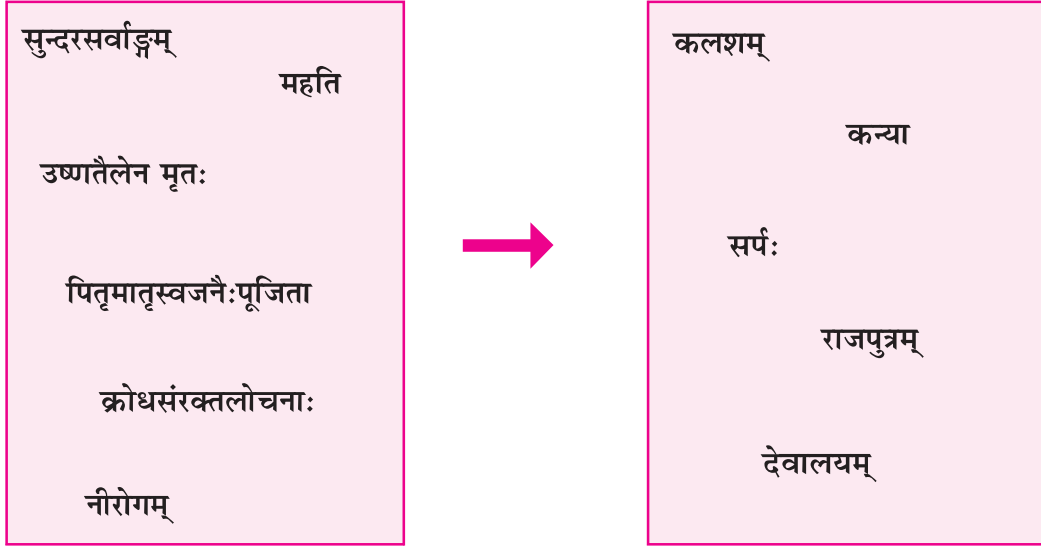 सुन्दरसर्वाङ्गम्
महति
उष्णतैलेन मृतः
पितृमातृस्वजनैःपूजिता
क्रोधसंरक्तलोचनाः
नीरोगम्
कलशम्
कन्या
सर्पः
राजपुत्रम्
देवालयम्